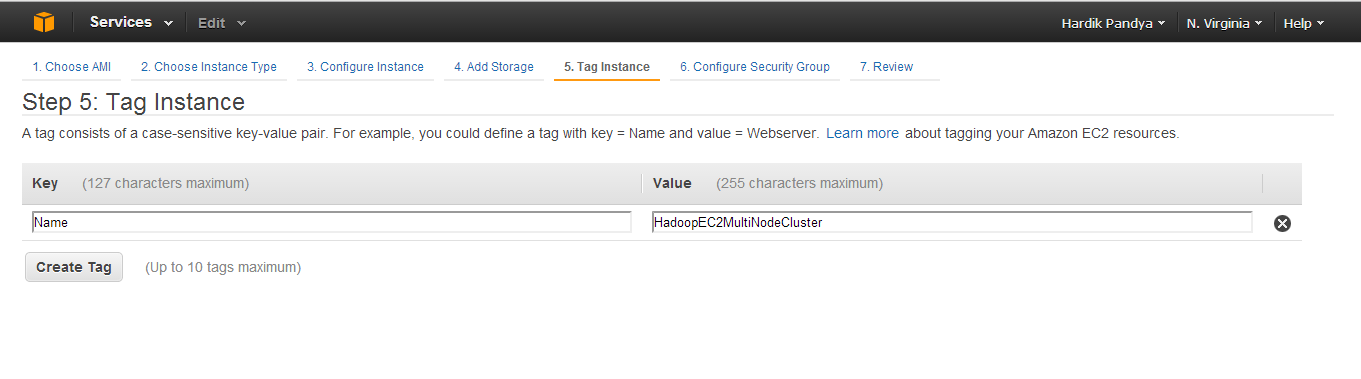 Services Edit Hardik Pandya N. Virginia Help
1. Choose AMI 2. Choose Instance Type 3. Configure Instance 4. Add Storage 5. Tag Instance 6. Configure Security Group 7. Review
Step 5: Tag Instance
A tag consists of a case-sensitive key-value pair. For example, you could define a tag with key = Name and value = Webserver. Learn more about tagging your Amazon EC2 resources.
Key (127 characters maximum) Value (255 characters maximum)
Name HadoopEC2MultiNodeCluster
Create Tag (Up to 10 tags maximum)